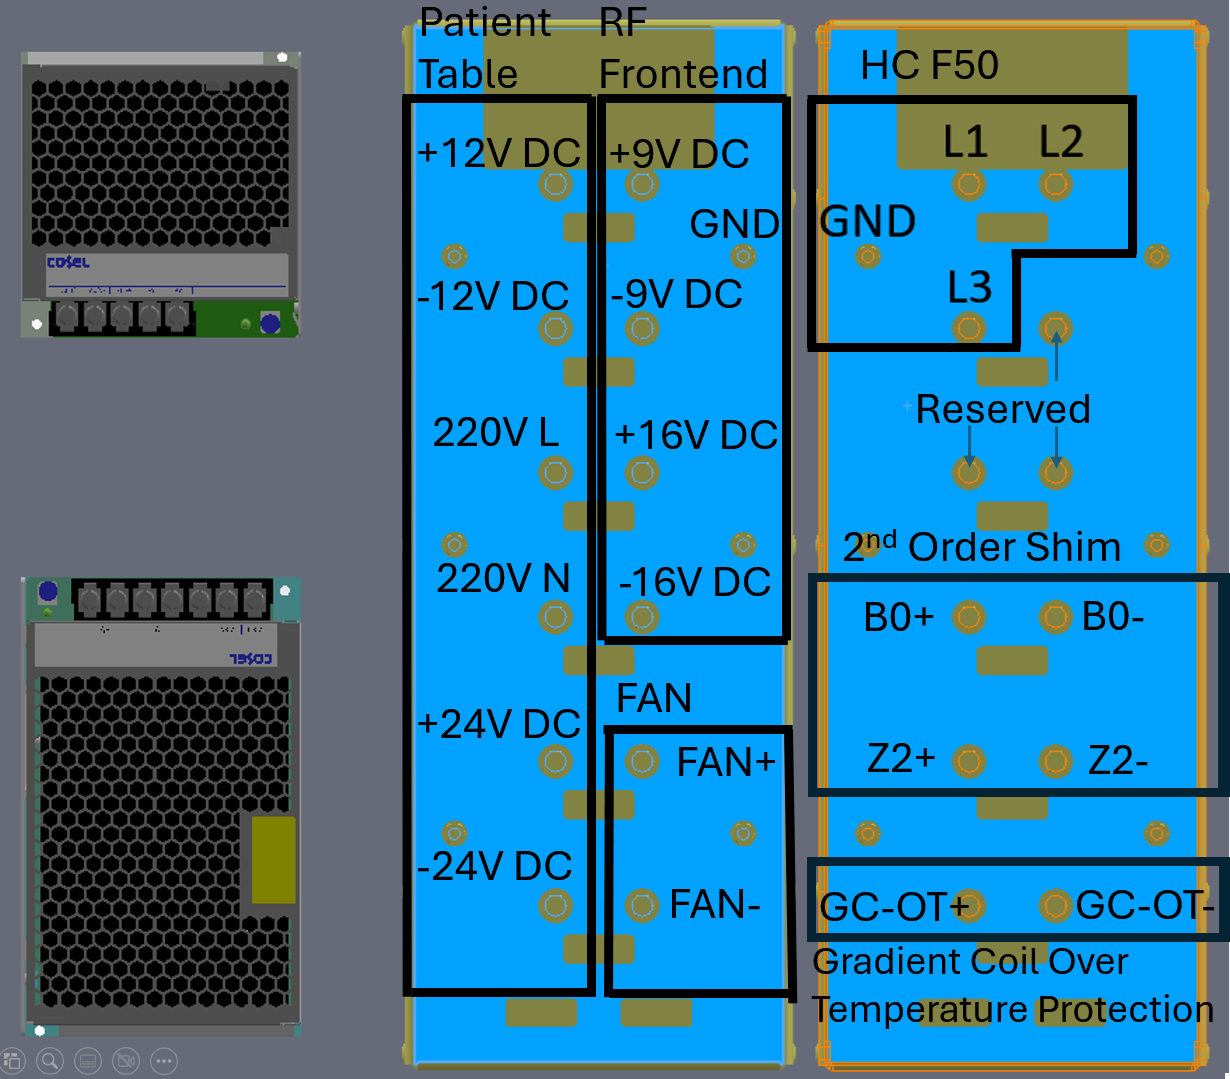 COSEL
COSEL
Patient
Table
+12V DC
-12V DC
220V L
220V N
+24V DC
-24V DC
RF
Frontend
+9V DC
GND
-9V DC
+16V DC
-16V DC
FAN
FAN+
FAN-
HC F50
L1 L2
GND
L3
Reserved
2nd Order Shim
B0+ B0-
Z2+ Z2-
GC-OT+ GC-OT-
Gradient Coil Over
Temperature Protection